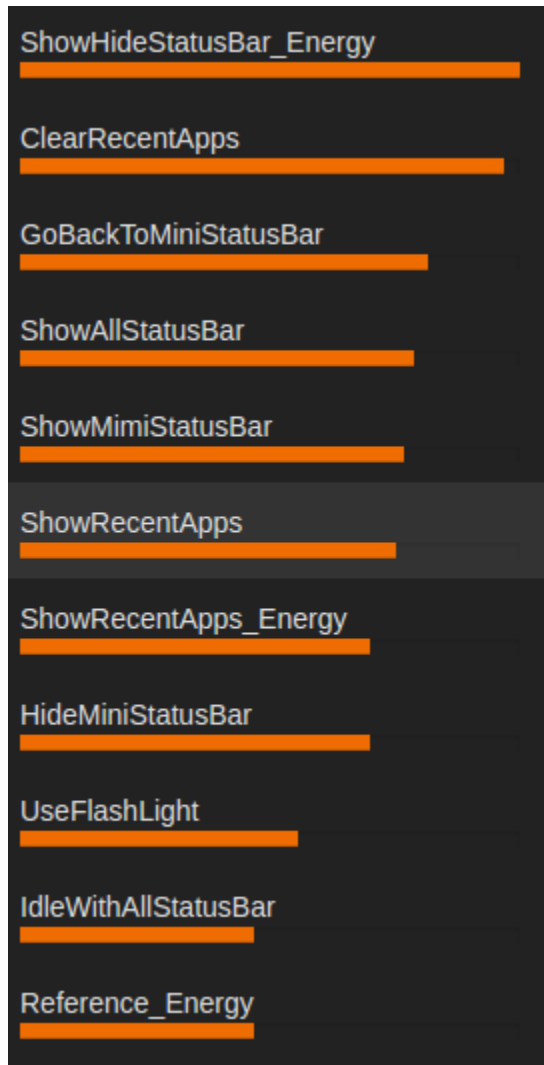 ShowHideStatusBar_Energy
ClearRecentApps
GoBackToMiniStatusBar
ShowAllStatusBar
ShowMimiStatusBar
ShowRecentApps
ShowRecentApps_Energy
HideMiniStatusBar
UseFlashLight
IdleWithAllStatusBar
Reference_Energy